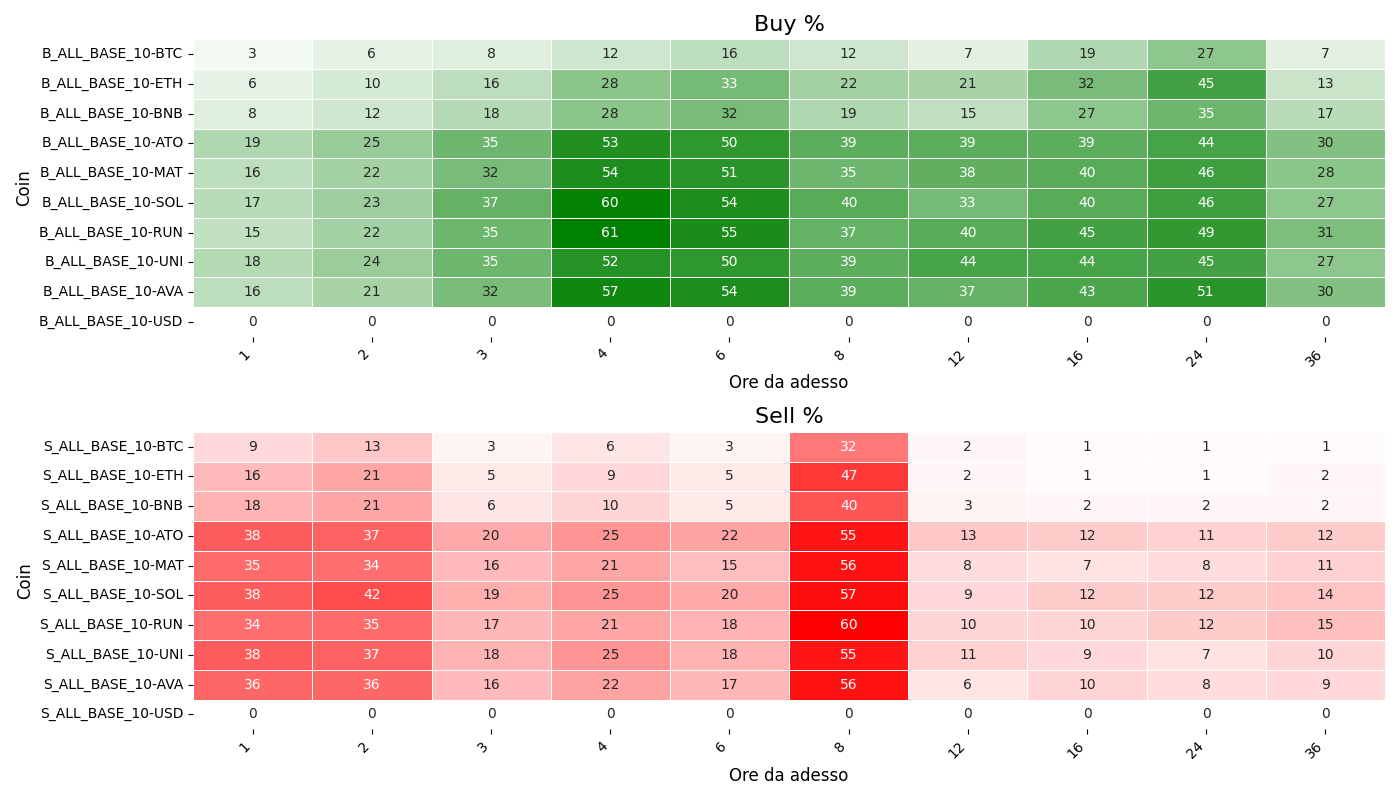 Buy %
Coin
B_ALL_BASE_10-BTC 3 6 8 12 16 12 7 19 27 7
B_ALL_BASE_10-ETH 6 10 16 28 33 22 21 32 45 13
B_ALL_BASE_10-BNB 8 12 18 28 32 19 15 27 35 17
B_ALL_BASE_10-ATO 19 25 35 53 50 39 39 39 44 30
B_ALL_BASE_10-MAT 16 22 32 54 51 35 38 40 46 28
B_ALL_BASE_10-SOL 17 23 37 60 54 40 33 40 46 27
B_ALL_BASE_10-RUN 15 22 35 61 55 37 40 45 49 31
B_ALL_BASE_10-UNI 18 24 35 52 50 39 44 44 45 27
B_ALL_BASE_10-AVA 16 21 32 57 54 39 37 43 51 30
B_ALL_BASE_10-USD 0 0 0 0 0 0 0 0 0 0
1 2 3 4 6 8 12 16 24 36
Ore da adesso
Sell %
Coin
S_ALL_BASE_10-BTC 9 13 3 6 3 32 2 1 1 1
S_ALL_BASE_10-ETH 16 21 5 9 5 47 2 1 1 2
S_ALL_BASE_10-BNB 18 21 6 10 5 40 3 2 2 2
S_ALL_BASE_10-ATO 38 37 20 25 22 55 13 12 11 12
S_ALL_BASE_10-MAT 35 34 16 21 15 56 8 7 8 11
S_ALL_BASE_10-SOL 38 42 19 25 20 57 9 12 12 14
S_ALL_BASE_10-RUN 34 35 17 21 18 60 10 10 12 15
S_ALL_BASE_10-UNI 38 37 18 25 18 55 11 9 7 10
S_ALL_BASE_10-AVA 36 36 16 22 17 56 6 10 8 9
S_ALL_BASE_10-USD 0 0 0 0 0 0 0 0 0 0
1 2 3 4 6 8 12 16 24 36
Ore da adesso